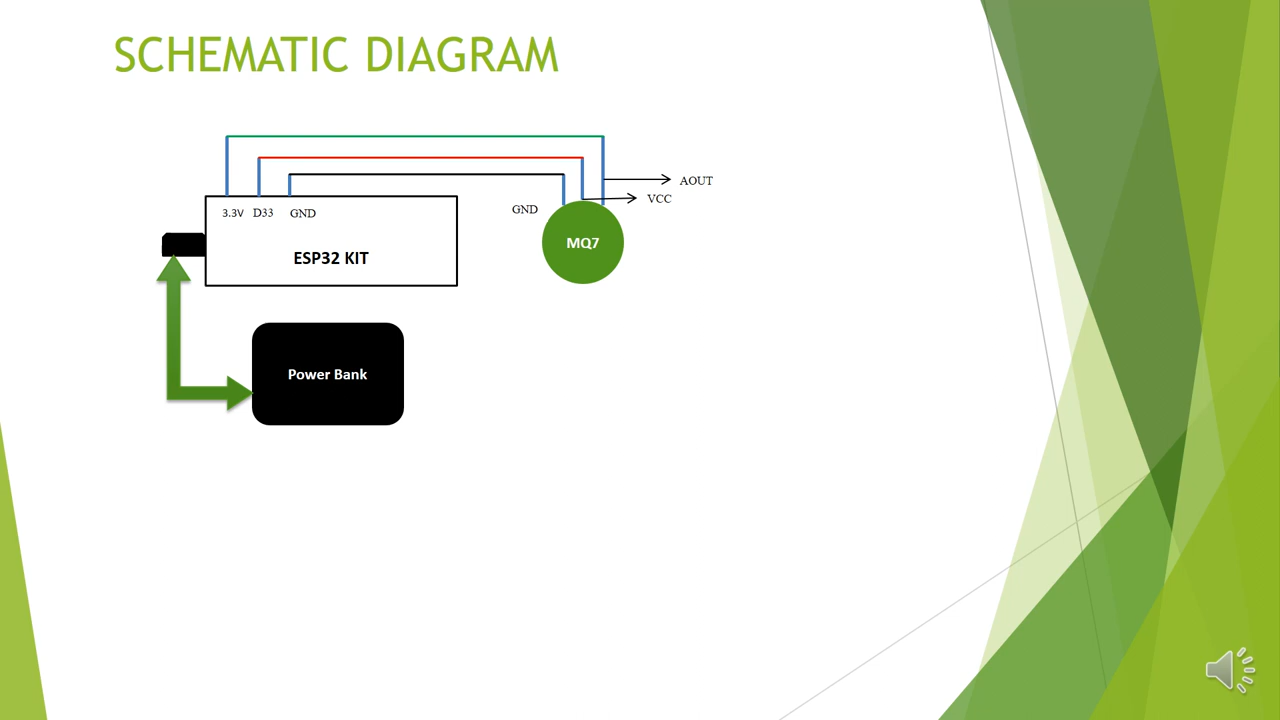 SCHEMATIC DIAGRAM
AOUT
VCC
3.3V D33 GND
GND
ESP32 KIT
MQ7
Power Bank